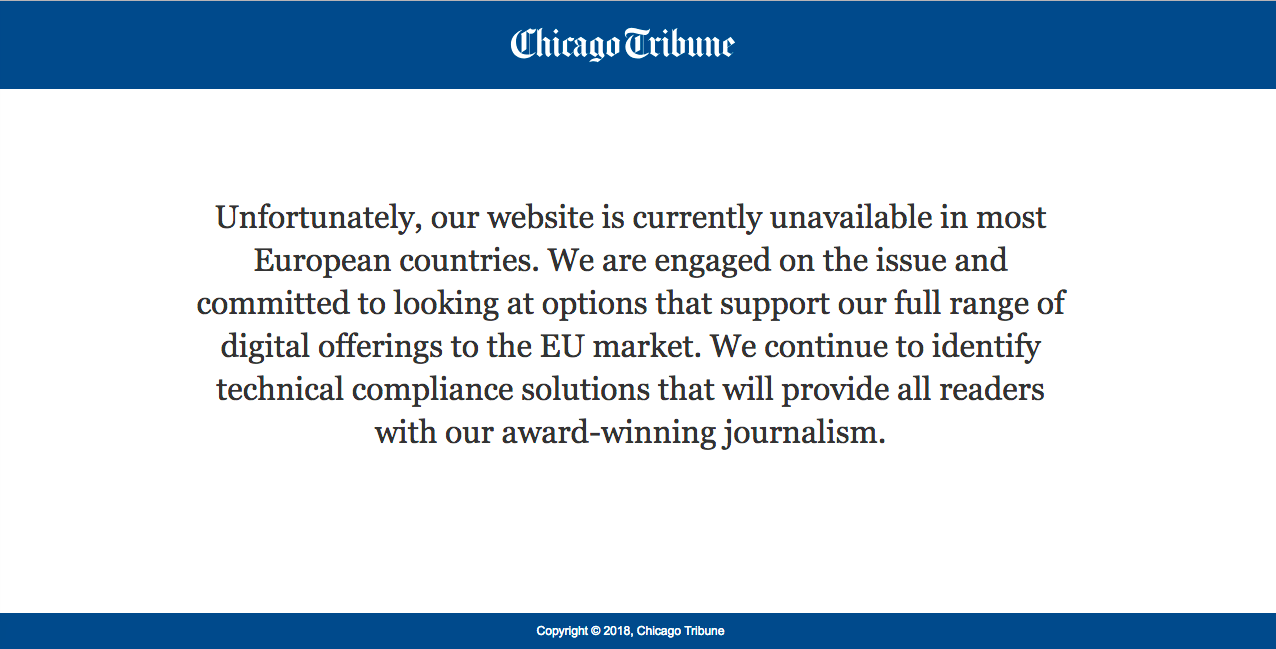 Chicago Tribune
Unfortunately, our website is currently unavailable in most
European countries. We are engaged on the issue and
committed to looking at options that support our full range of
digital offerings to the EU market. We continue to identify
technical compliance solutions that will provide all readers
with our award-winning journalism.
Copyright © 2018, Chicago Tribune